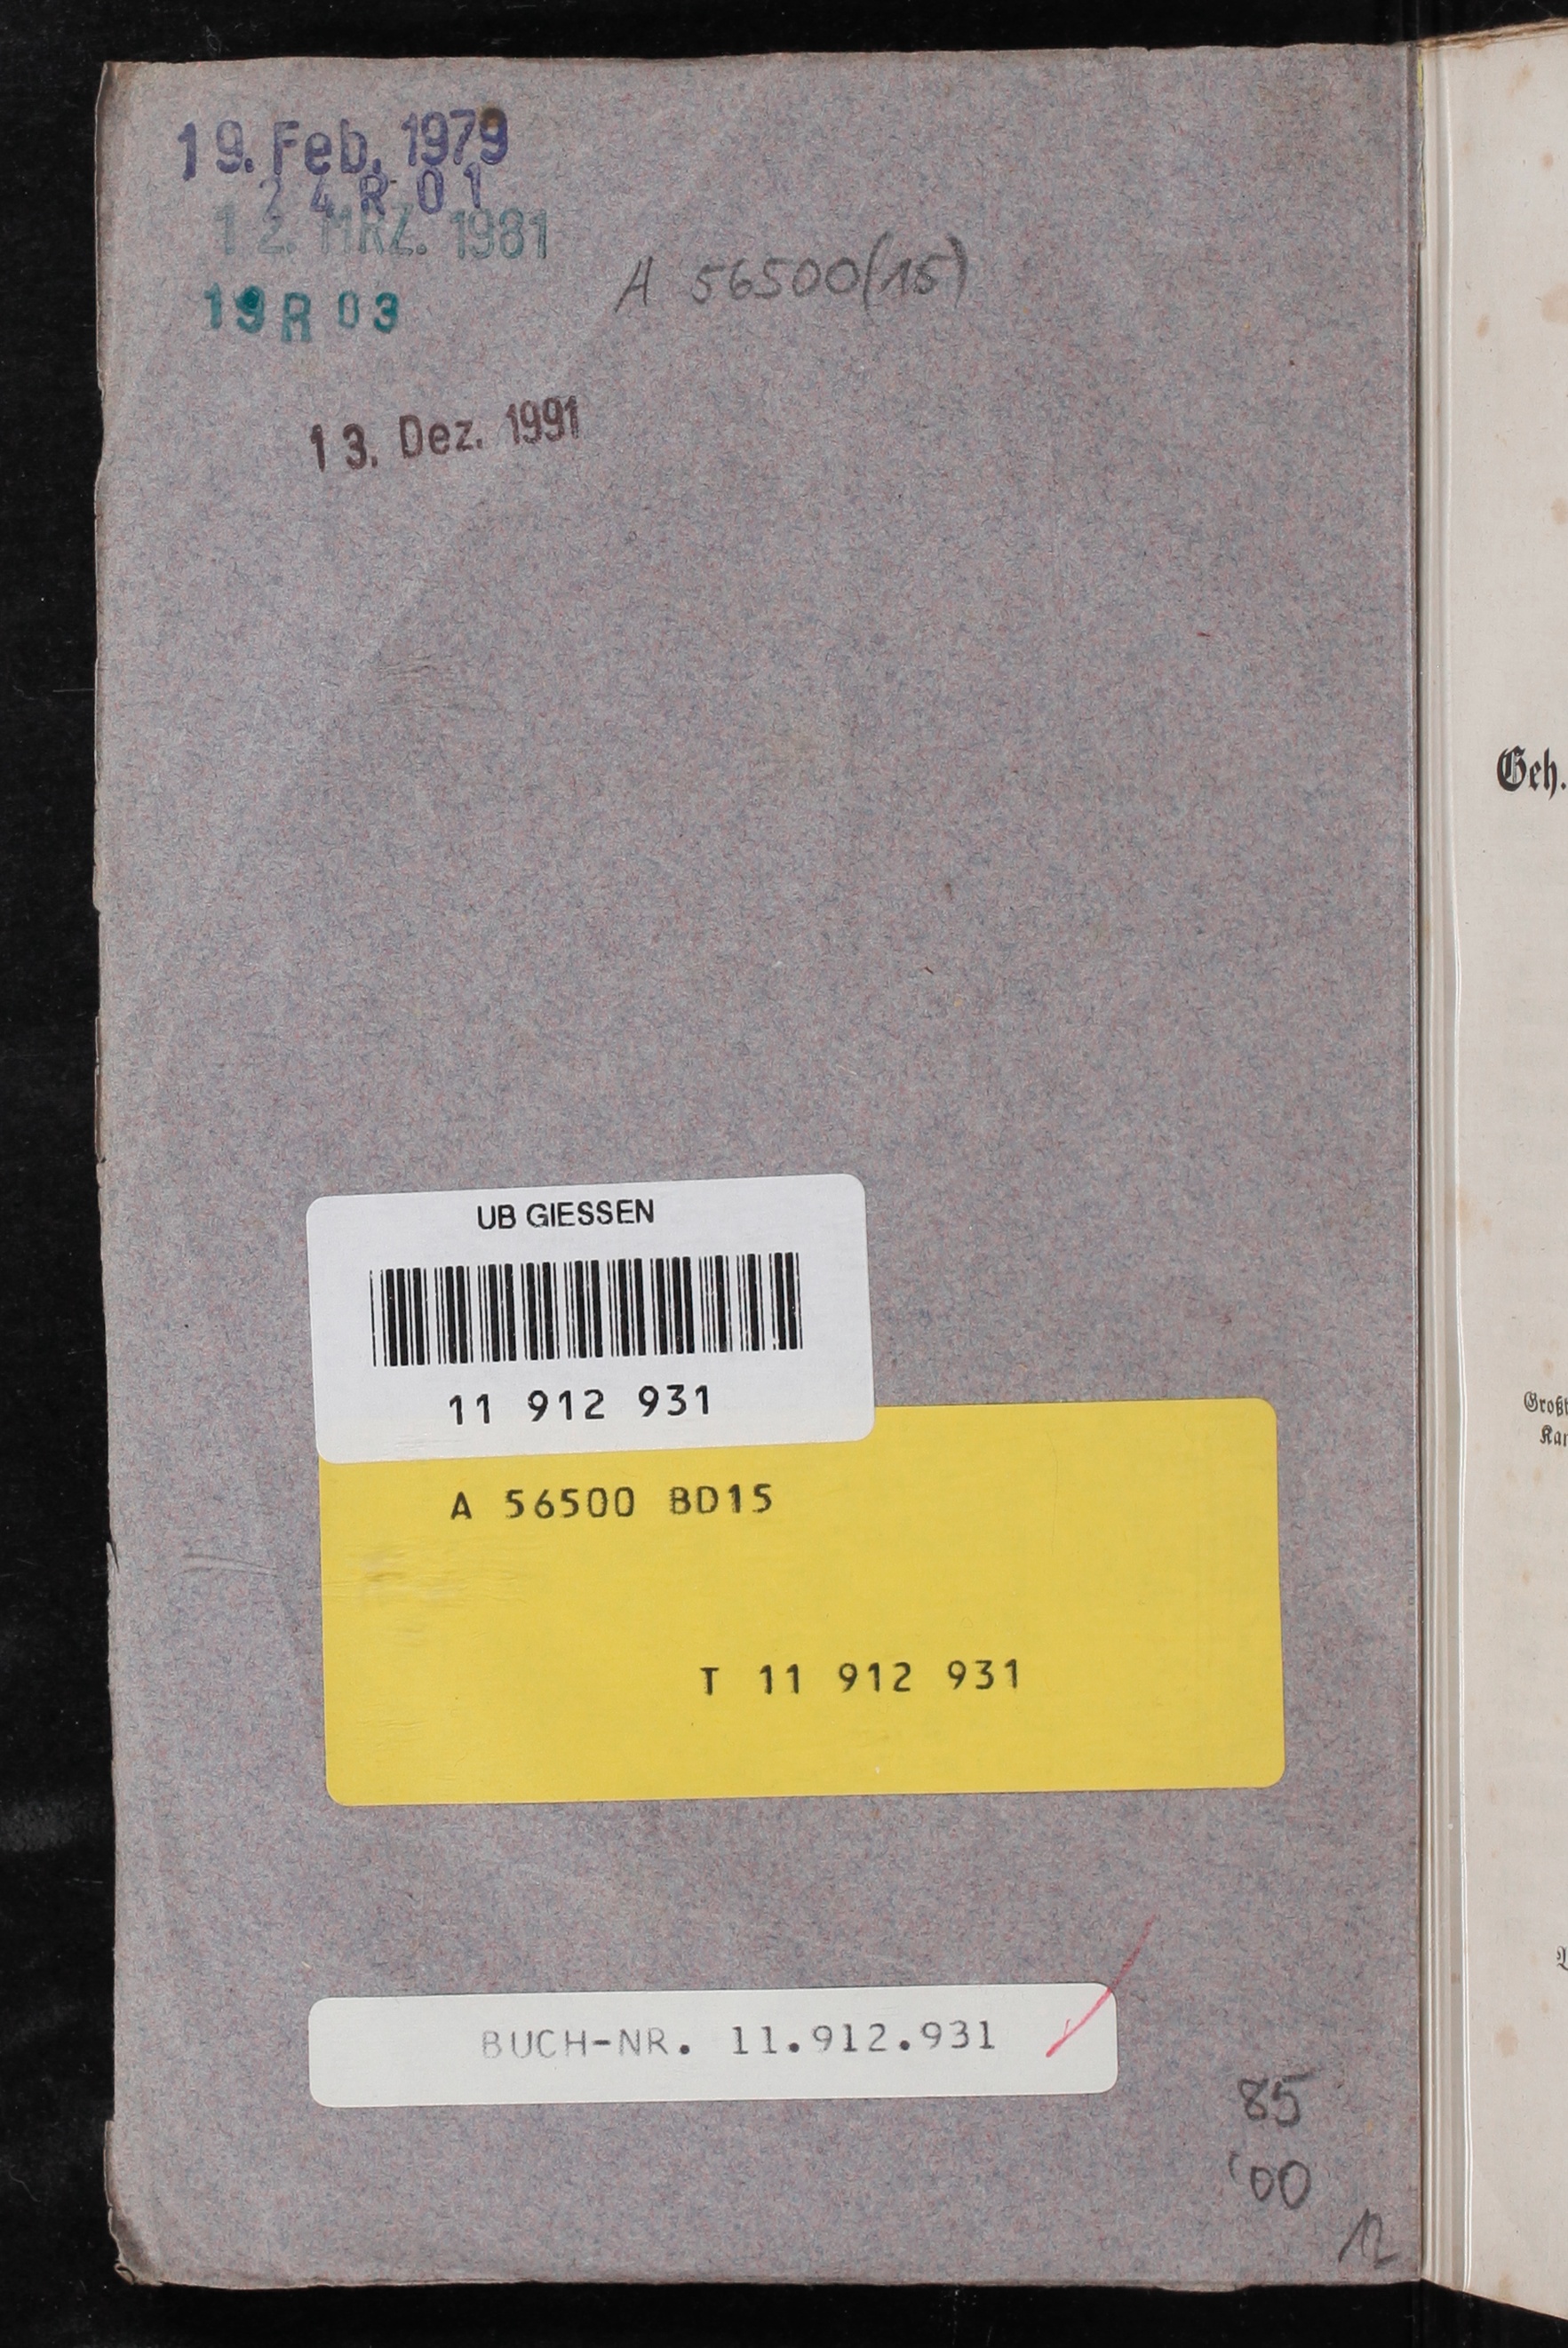 19. Feb. 1979
24 R 01
12. MRZ. 1981
A 56500(15)
19 R 03
13. Dez. 1991
Geh.
UB GIESSEN
11 912 931
A 56500 BD15
T 11 912 931
BUCH-NR. 11.912.931
85
'00
12